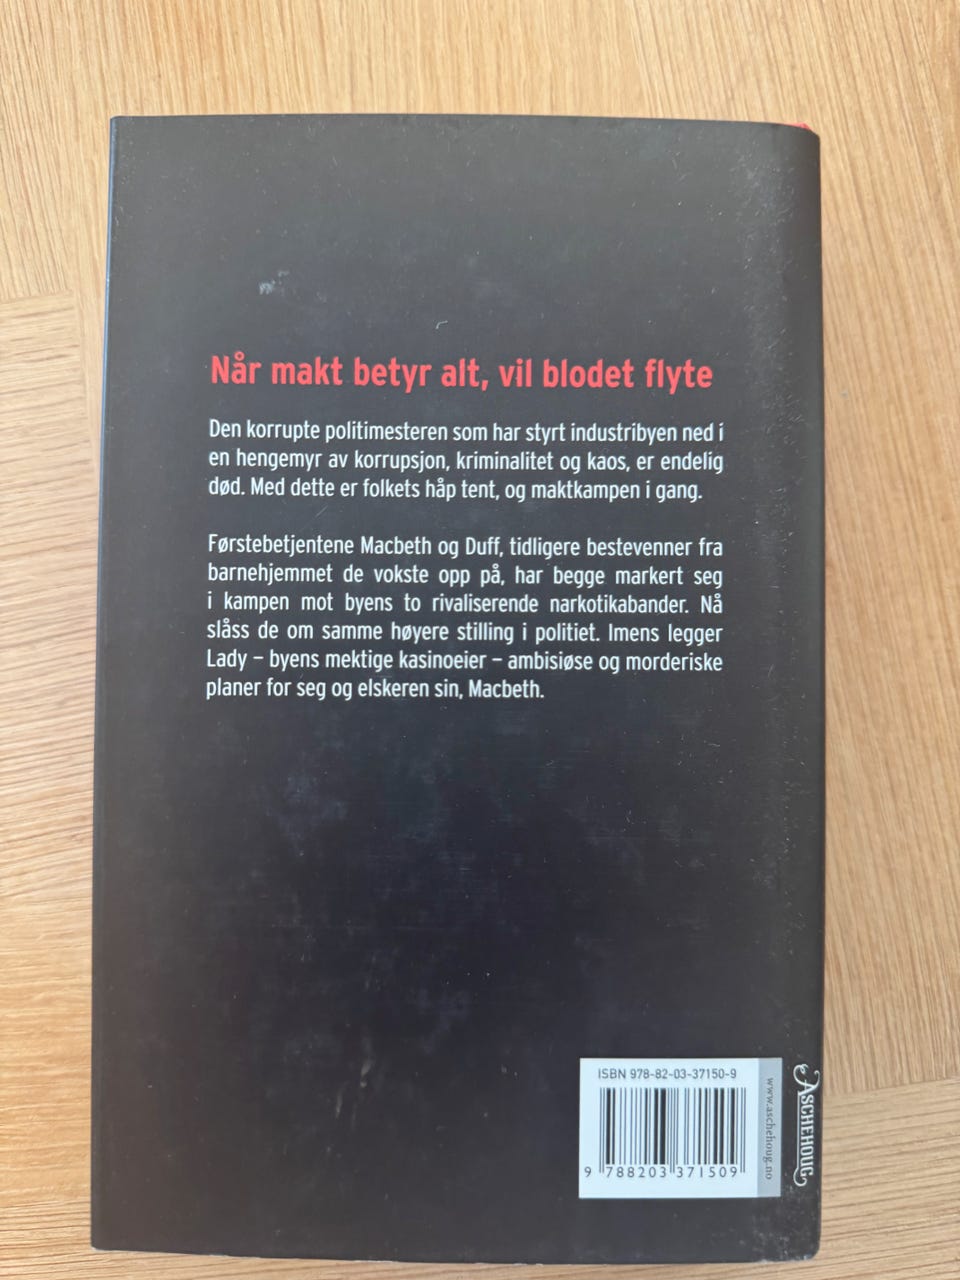 Når makt betyr alt, vil blodet flyte
Den korrupte politimesteren som har styrt industribyen ned i
en hengemyr av korrupsjon, kriminalitet og kaos, er endelig
død. Med dette er folkets håp tent, og maktkampen i gang.
Førstebetjentene Macbeth og Duff, tidligere bestevenner fra
barnehjemmet de vokste opp på, har begge markert seg
i kampen mot byens to rivaliserende narkotikabander. Nå
slåss de om samme høyere stilling i politiet. Imens legger
Lady – byens mektige kasinoeier – ambisiøse og morderiske
planer for seg og elskeren sin, Macbeth.
ISBN 978-82-03-37150-9
9 788203 371509
www.aschehoug.no
ASCHEHOUG